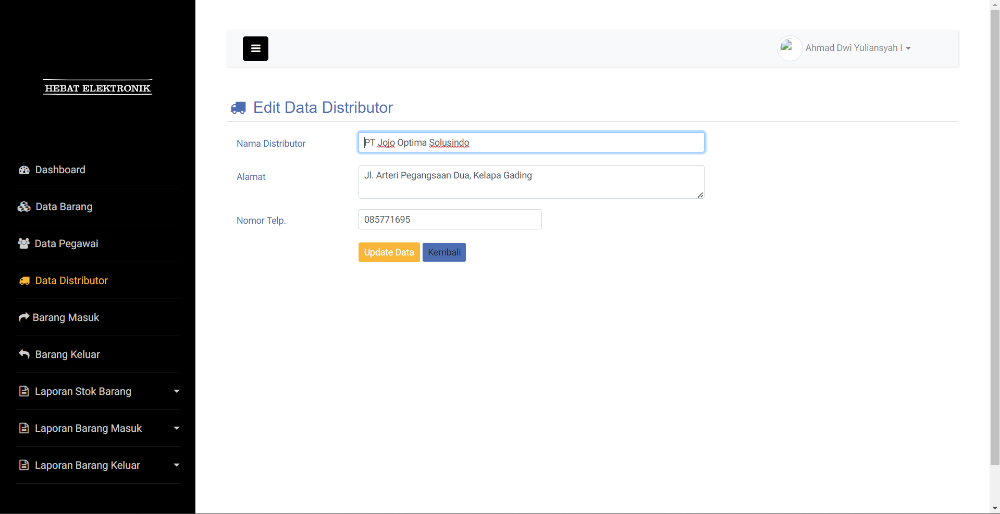 HEBAT ELEKTRONIK
Dashboard
Data Barang
Data Pegawai
Data Distributor
Barang Masuk
Barang Keluar
Laporan Stok Barang
Laporan Barang Masuk
Laporan Barang Keluar
Ahmad Dwi Yuliansyah I
Edit Data Distributor
Nama Distributor
PT Jojo Optima Solusindo
Alamat
Jl. Arteri Pegangsaan Dua, Kelapa Gading
Nomor Telp.
085771695
Update Data
Kembali